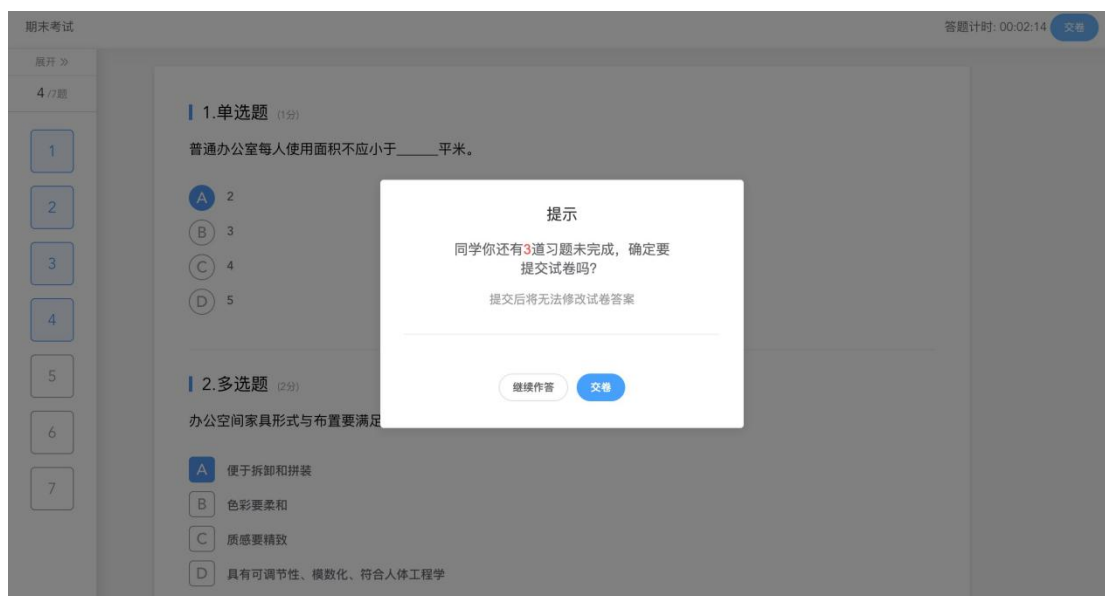 期末考试
答题计时: 00:02:14 交卷
展开 》
4/7题
1
2
3
4
5
6
7
1.单选题 (1分)
普通办公室每人使用面积不应小于______平米。
A 2
B 3
C 4
D 5
2.多选题 (2分)
办公空间家具形式与布置要满足
A 便于拆卸和拼装
B 色彩要柔和
C 质感要精致
D 具有可调节性、模数化、符合人体工程学
提示
同学你还有3道习题未完成，确定要
提交试卷吗?
提交后将无法修改试卷答案
继续作答 交卷